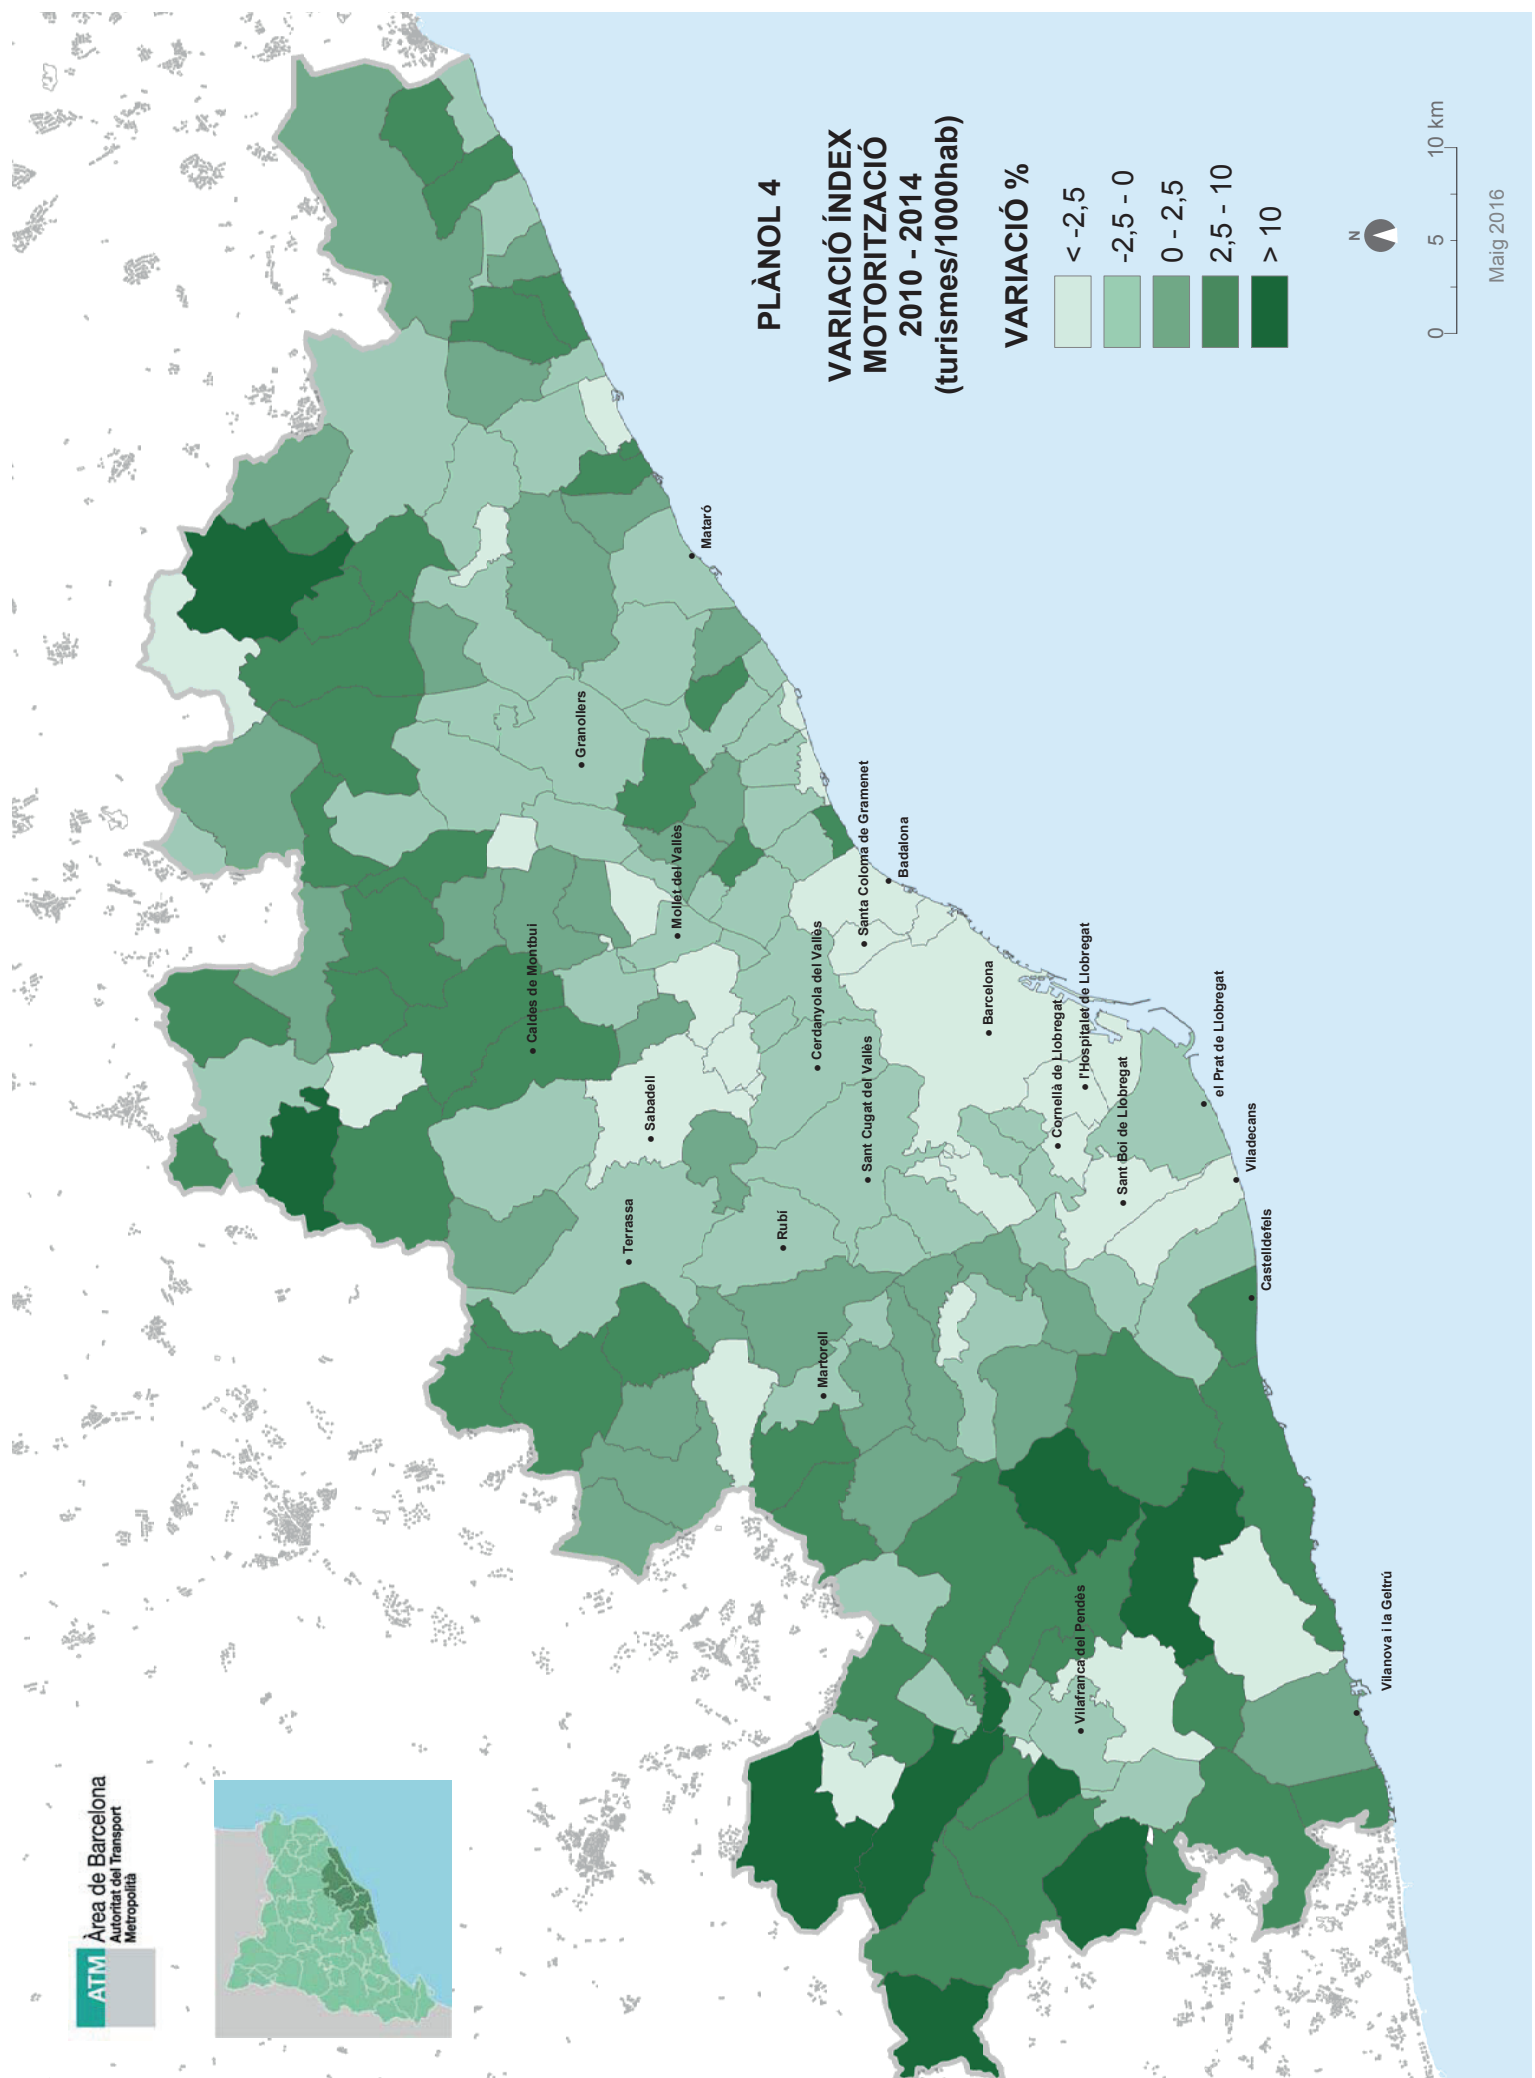 ATM
Àrea de Barcelona
Autoritat del Transport
Metropolità
PLÀNOL 4
VARIACIÓ ÍNDEX
MOTORITZACIÓ
2010 - 2014
(turismes/1000hab)
VARIACIÓ %
< -2,5
-2,5 - 0
0 - 2,5
2,5 - 10
> 10
N
0 5 10 km
Maig 2016
Mataró
Granollers
Santa Coloma de Gramenet
Badalona
Mollet del Vallès
Caldes de Montbui
Cerdanyola del Vallès
Barcelona
l'Hospitalet de Llobregat
Cornellà de Llobregat
el Prat de Llobregat
Sant Cugat del Vallès
Sabadell
Sant Boi de Llobregat
Viladecans
Terrassa
Rubí
Castelldefels
Martorell
Vilafranca del Pendès
Vilanova i la Geltrú